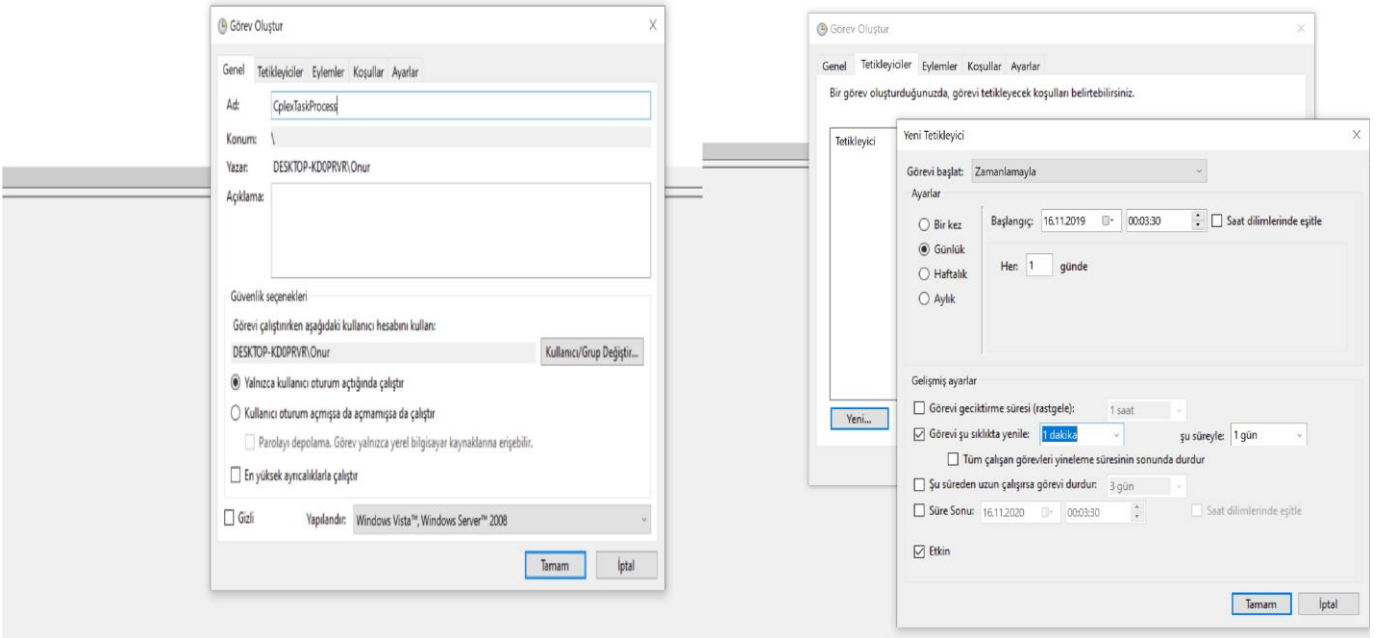 Görev Oluştur
Genel Tetikleyiciler Eylemler Koşullar Ayarlar
Ad: CplexTaskProcess
Konum: \
Yazar: DESKTOP-KD0PRVR\Onur
Açıklama:
Güvenlik seçenekleri
Görevi çalıştırırken aşağıdaki kullanıcı hesabını kullan:
DESKTOP-KD0PRVR\Onur Kullanıcı/Grup Değiştir...
Yalnızca kullanıcı oturum açtığında çalıştır
Kullanıcı oturum açmışsa da açmamışsa da çalıştır
Parolayı depolama. Görev yalnızca yerel bilgisayar kaynaklarına erişebilir.
En yüksek ayrıcalıklarla çalıştır
Gizli Yapılandır: Windows Vista™, Windows Server™ 2008
Tamam İptal
Görev Oluştur
Genel Tetikleyiciler Eylemler Koşullar Ayarlar
Bir görev oluşturduğunuzda, görevi tetikleyecek koşulları belirtebilirsiniz.
Tetikleyici
Yeni...
Yeni Tetikleyici
Görevi başlat: Zamanlamayla
Ayarlar
Bir kez
Günlük
Haftalık
Aylık
Başlangıç: 16.11.2019 00:03:30 Saat dilimlerinde eşitle
Her: 1 günde
Gelişmiş ayarlar
Görevi geciktirme süresi (rastgele): 1 saat
Görevi şu sıklıkta yenile: 1 dakika şu süreyle: 1 gün
Tüm çalışan görevleri yineleme süresinin sonunda durdur
Şu süreden uzun çalışırsa görevi durdur: 3 gün
Süre Sonu: 16.11.2020 00:03:30 Saat dilimlerinde eşitle
Etkin
Tamam İptal